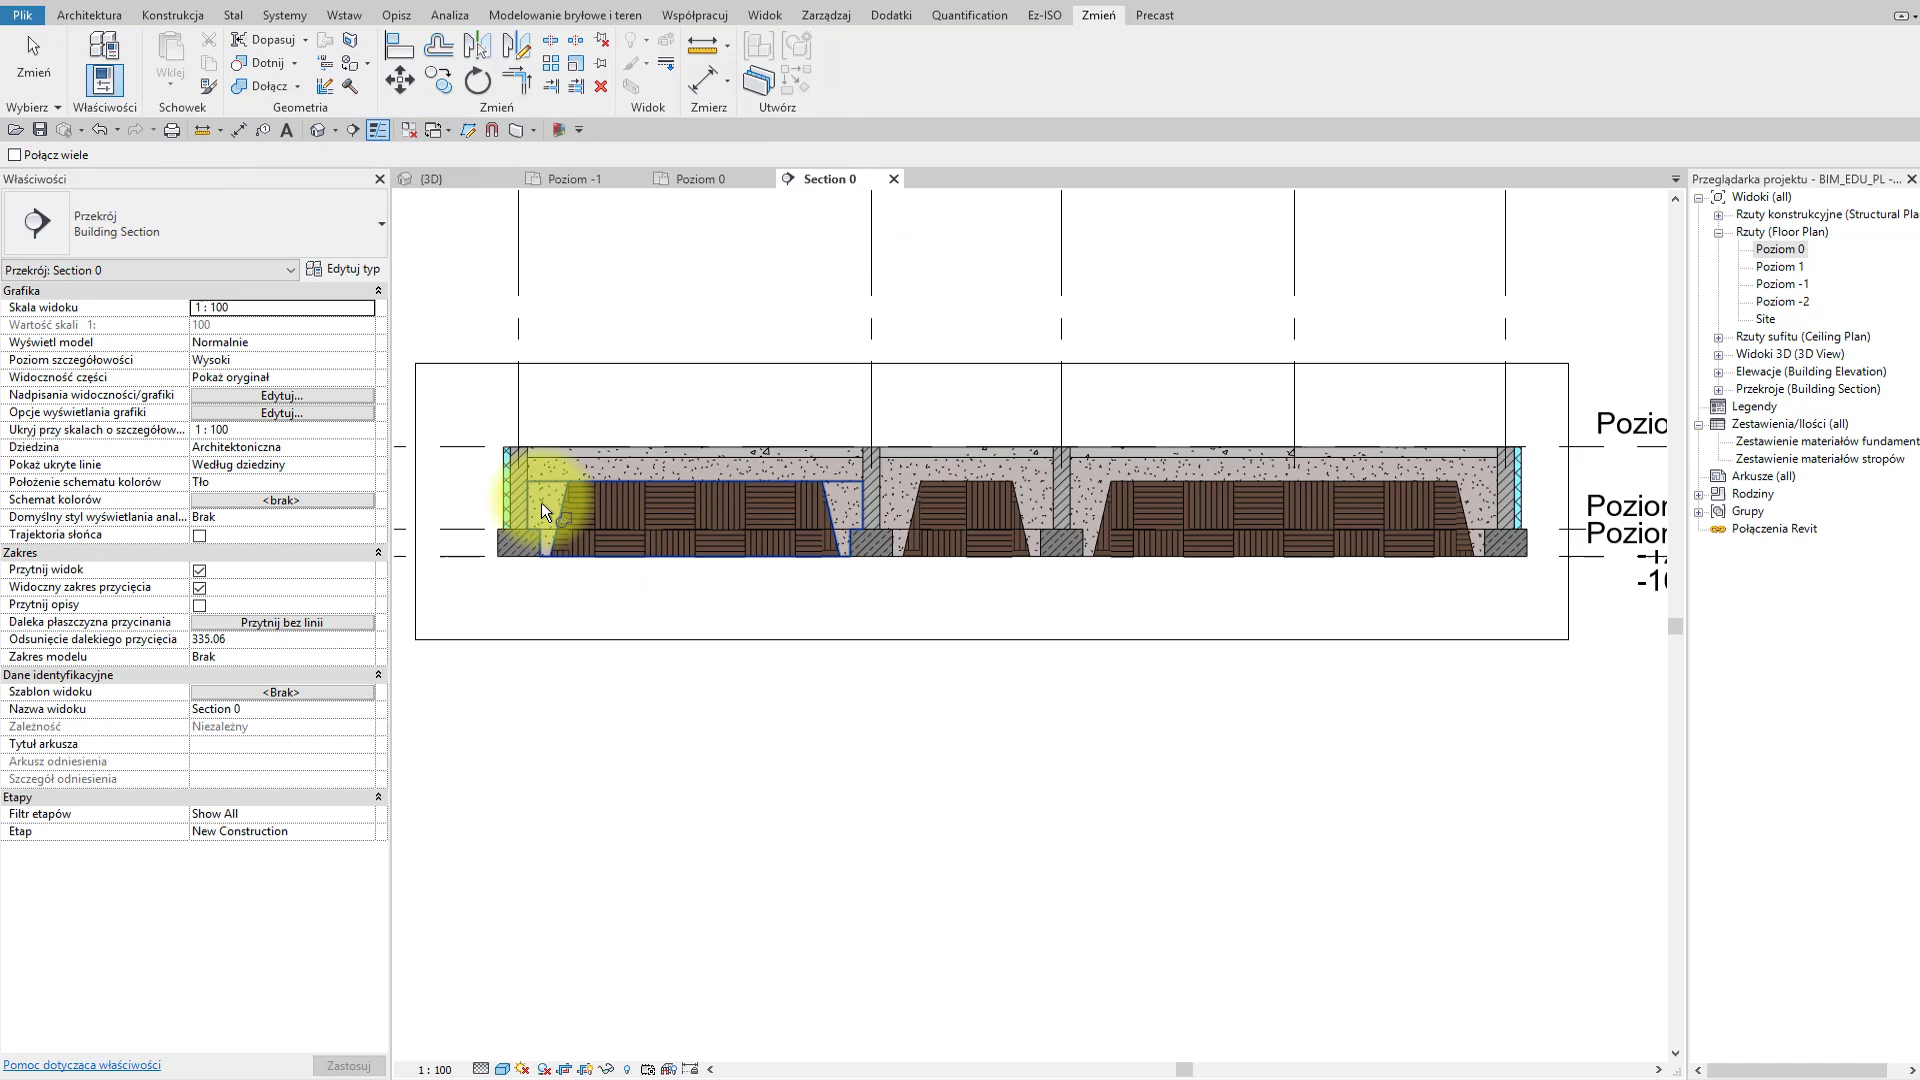 Plik Architektura Konstrukcja Stal Systemy Wstaw Opisz Analiza Modelowanie bryłowe i teren Współpracuj Widok Zarządzaj Dodatki Quantification Ez-ISO Zmień Precast
Zmień
Wklej
Dopasuj
Dotnij
Dołącz
Wybierz Właściwości Schowek Geometria Zmień Widok Zmierz Utwórz
Połącz wiele
Właściwości
{3D} Poziom -1 Poziom 0 Section 0
Przeglądarka projektu - BIM_EDU_PL -...
Przekrój
Building Section
Przekrój: Section 0 Edytuj typ
Grafika
Skala widoku 1 : 100
Wartość skali 1: 100
Wyświetl model Normalnie
Poziom szczegółowości Wysoki
Widoczność części Pokaż oryginał
Nadpisania widoczności/grafiki Edytuj...
Opcje wyświetlania grafiki Edytuj...
Ukryj przy skalach o szczegółow... 1 : 100
Dziedzina Architektoniczna
Pokaż ukryte linie Według dziedziny
Położenie schematu kolorów Tło
Schemat kolorów <brak>
Domyślny styl wyświetlania anal... Brak
Trajektoria słońca
Zakres
Przytnij widok
Widoczny zakres przycięcia
Przytnij opisy
Daleka płaszczyzna przycinania Przytnij bez linii
Odsunięcie dalekiego przycięcia 335.06
Zakres modelu Brak
Dane identyfikacyjne
Szablon widoku <Brak>
Nazwa widoku Section 0
Zależność Niezależny
Tytuł arkusza
Arkusz odniesienia
Szczegół odniesienia
Etapy
Filtr etapów Show All
Etap New Construction
Pomoc dotycząca właściwości Zastosuj
Pozio
Pozior
Pozior
-1
-10
1 : 100
Widoki (all)
Rzuty konstrukcyjne (Structural Pla
Rzuty (Floor Plan)
Poziom 0
Poziom 1
Poziom -1
Poziom -2
Site
Rzuty sufitu (Ceiling Plan)
Widoki 3D (3D View)
Elewacje (Building Elevation)
Przekroje (Building Section)
Legendy
Zestawienia/Ilości (all)
Zestawienie materiałów fundament
Zestawienie materiałów stropów
Arkusze (all)
Rodziny
Grupy
Połączenia Revit